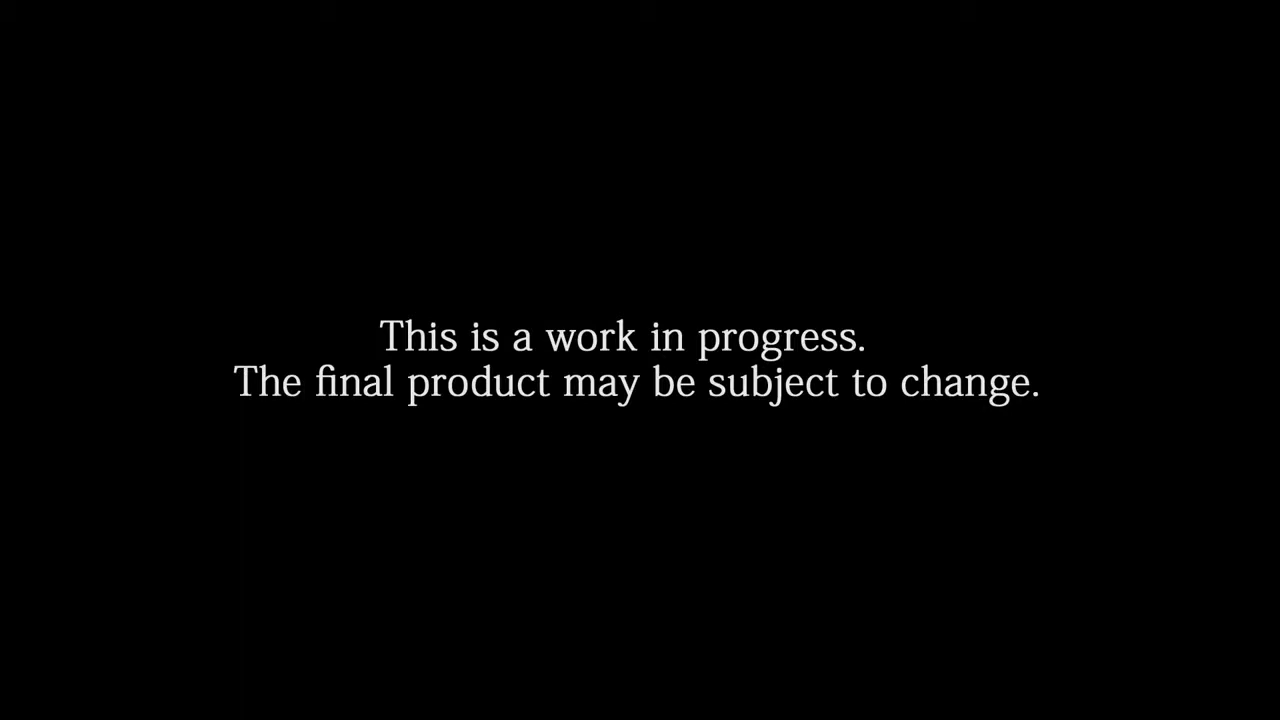 This is a work in progress.
The final product may be subject to change.